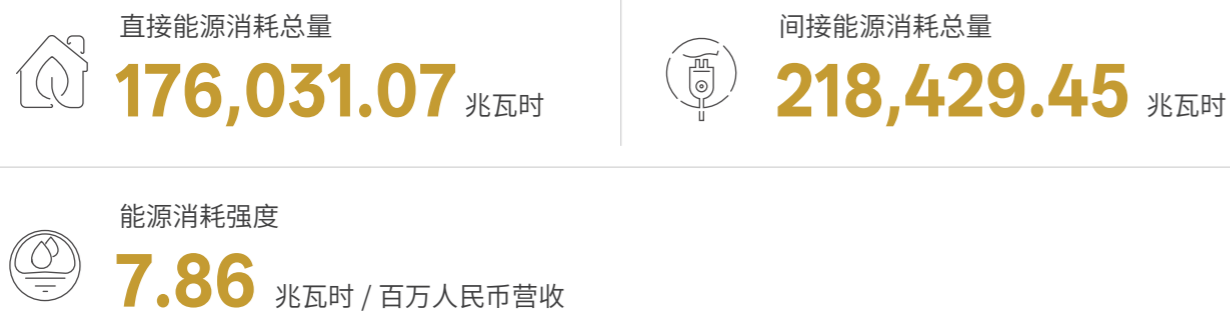 直接能源消耗总量
176,031.07 兆瓦时
间接能源消耗总量
218,429.45 兆瓦时
能源消耗强度
7.86 兆瓦时 / 百万人民币营收